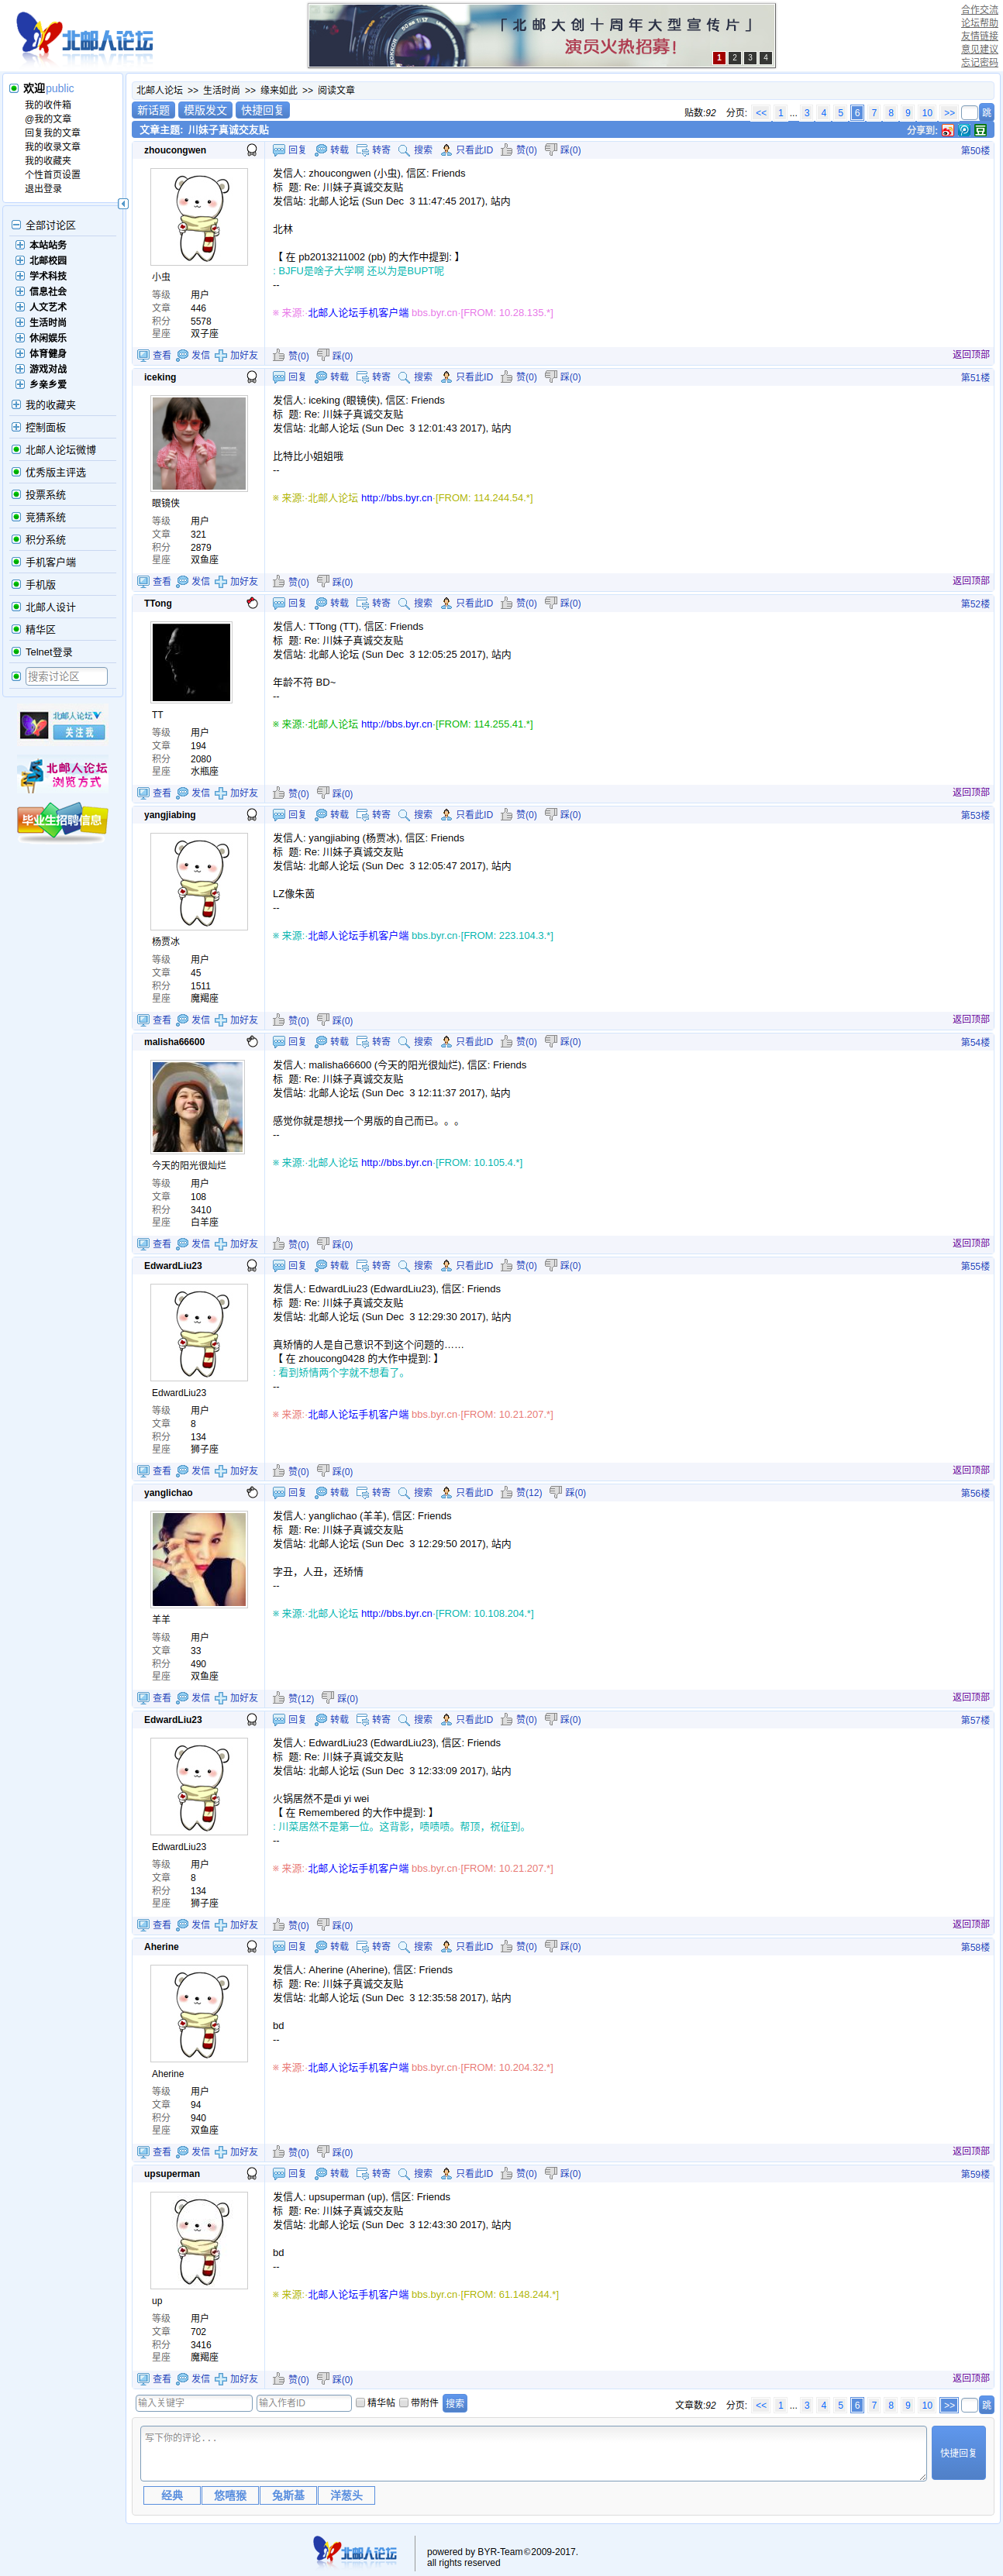 北邮人论坛
「北邮大创十周年大型宣传片」
演员火热招募！
1 2 3 4
合作交流
论坛帮助
友情链接
意见建议
忘记密码
欢迎public
我的收件箱
@我的文章
回复我的文章
我的收录文章
我的收藏夹
个性首页设置
退出登录
全部讨论区
本站站务
北邮校园
学术科技
信息社会
人文艺术
生活时尚
休闲娱乐
体育健身
游戏对战
乡亲乡爱
我的收藏夹
控制面板
北邮人论坛微博
优秀版主评选
投票系统
竞猜系统
积分系统
手机客户端
手机版
北邮人设计
精华区
Telnet登录
搜索讨论区
北邮人论坛
关注我
北邮人论坛
浏览方式
毕业生招聘信息
北邮人论坛 >> 生活时尚 >> 缘来如此 >> 阅读文章
新话题 模版发文 快捷回复
贴数:92 分页: << 1 ... 3 4 5 6 7 8 9 10 >> 跳
文章主题: 川妹子真诚交友贴
分享到: 豆
zhoucongwen 回复 转载 转寄 搜索 只看此ID 赞(0) 踩(0) 第50楼
发信人: zhoucongwen (小虫), 信区: Friends
标  题: Re: 川妹子真诚交友贴
发信站: 北邮人论坛 (Sun Dec  3 11:47:45 2017), 站内
北林
【 在 pb2013211002 (pb) 的大作中提到: 】
: BJFU是啥子大学啊 还以为是BUPT呢
--
※ 来源:·北邮人论坛手机客户端 bbs.byr.cn·[FROM: 10.28.135.*]
小虫
等级 用户
文章 446
积分 5578
星座 双子座
查看 发信 加好友 赞(0) 踩(0) 返回顶部
iceking 回复 转载 转寄 搜索 只看此ID 赞(0) 踩(0) 第51楼
发信人: iceking (眼镜侠), 信区: Friends
标  题: Re: 川妹子真诚交友贴
发信站: 北邮人论坛 (Sun Dec  3 12:01:43 2017), 站内
比特比小姐姐哦
--
※ 来源:·北邮人论坛 http://bbs.byr.cn·[FROM: 114.244.54.*]
眼镜侠
等级 用户
文章 321
积分 2879
星座 双鱼座
查看 发信 加好友 赞(0) 踩(0) 返回顶部
TTong 回复 转载 转寄 搜索 只看此ID 赞(0) 踩(0) 第52楼
发信人: TTong (TT), 信区: Friends
标  题: Re: 川妹子真诚交友贴
发信站: 北邮人论坛 (Sun Dec  3 12:05:25 2017), 站内
年龄不符 BD~
--
※ 来源:·北邮人论坛 http://bbs.byr.cn·[FROM: 114.255.41.*]
TT
等级 用户
文章 194
积分 2080
星座 水瓶座
查看 发信 加好友 赞(0) 踩(0) 返回顶部
yangjiabing 回复 转载 转寄 搜索 只看此ID 赞(0) 踩(0) 第53楼
发信人: yangjiabing (杨贾冰), 信区: Friends
标  题: Re: 川妹子真诚交友贴
发信站: 北邮人论坛 (Sun Dec  3 12:05:47 2017), 站内
LZ像朱茵
--
※ 来源:·北邮人论坛手机客户端 bbs.byr.cn·[FROM: 223.104.3.*]
杨贾冰
等级 用户
文章 45
积分 1511
星座 魔羯座
查看 发信 加好友 赞(0) 踩(0) 返回顶部
malisha66600 回复 转载 转寄 搜索 只看此ID 赞(0) 踩(0) 第54楼
发信人: malisha66600 (今天的阳光很灿烂), 信区: Friends
标  题: Re: 川妹子真诚交友贴
发信站: 北邮人论坛 (Sun Dec  3 12:11:37 2017), 站内
感觉你就是想找一个男版的自己而已。。。
--
※ 来源:·北邮人论坛 http://bbs.byr.cn·[FROM: 10.105.4.*]
今天的阳光很灿烂
等级 用户
文章 108
积分 3410
星座 白羊座
查看 发信 加好友 赞(0) 踩(0) 返回顶部
EdwardLiu23 回复 转载 转寄 搜索 只看此ID 赞(0) 踩(0) 第55楼
发信人: EdwardLiu23 (EdwardLiu23), 信区: Friends
标  题: Re: 川妹子真诚交友贴
发信站: 北邮人论坛 (Sun Dec  3 12:29:30 2017), 站内
真矫情的人是自己意识不到这个问题的……
【 在 zhoucong0428 的大作中提到: 】
: 看到矫情两个字就不想看了。
--
※ 来源:·北邮人论坛手机客户端 bbs.byr.cn·[FROM: 10.21.207.*]
EdwardLiu23
等级 用户
文章 8
积分 134
星座 狮子座
查看 发信 加好友 赞(0) 踩(0) 返回顶部
yanglichao 回复 转载 转寄 搜索 只看此ID 赞(12) 踩(0) 第56楼
发信人: yanglichao (羊羊), 信区: Friends
标  题: Re: 川妹子真诚交友贴
发信站: 北邮人论坛 (Sun Dec  3 12:29:50 2017), 站内
字丑，人丑，还矫情
--
※ 来源:·北邮人论坛 http://bbs.byr.cn·[FROM: 10.108.204.*]
羊羊
等级 用户
文章 33
积分 490
星座 双鱼座
查看 发信 加好友 赞(12) 踩(0) 返回顶部
EdwardLiu23 回复 转载 转寄 搜索 只看此ID 赞(0) 踩(0) 第57楼
发信人: EdwardLiu23 (EdwardLiu23), 信区: Friends
标  题: Re: 川妹子真诚交友贴
发信站: 北邮人论坛 (Sun Dec  3 12:33:09 2017), 站内
火锅居然不是di yi wei
【 在 Remembered 的大作中提到: 】
: 川菜居然不是第一位。这背影，啧啧啧。帮顶，祝征到。
--
※ 来源:·北邮人论坛手机客户端 bbs.byr.cn·[FROM: 10.21.207.*]
EdwardLiu23
等级 用户
文章 8
积分 134
星座 狮子座
查看 发信 加好友 赞(0) 踩(0) 返回顶部
Aherine 回复 转载 转寄 搜索 只看此ID 赞(0) 踩(0) 第58楼
发信人: Aherine (Aherine), 信区: Friends
标  题: Re: 川妹子真诚交友贴
发信站: 北邮人论坛 (Sun Dec  3 12:35:58 2017), 站内
bd
--
※ 来源:·北邮人论坛手机客户端 bbs.byr.cn·[FROM: 10.204.32.*]
Aherine
等级 用户
文章 94
积分 940
星座 双鱼座
查看 发信 加好友 赞(0) 踩(0) 返回顶部
upsuperman 回复 转载 转寄 搜索 只看此ID 赞(0) 踩(0) 第59楼
发信人: upsuperman (up), 信区: Friends
标  题: Re: 川妹子真诚交友贴
发信站: 北邮人论坛 (Sun Dec  3 12:43:30 2017), 站内
bd
--
※ 来源:·北邮人论坛手机客户端 bbs.byr.cn·[FROM: 61.148.244.*]
up
等级 用户
文章 702
积分 3416
星座 魔羯座
查看 发信 加好友 赞(0) 踩(0) 返回顶部
输入关键字 输入作者ID 精华帖 带附件 搜索
文章数:92 分页: << 1 ... 3 4 5 6 7 8 9 10 >> 跳
写下你的评论...
快捷回复
经典 悠嘻猴 兔斯基 洋葱头
北邮人论坛
powered by BYR-Team©2009-2017.
all rights reserved